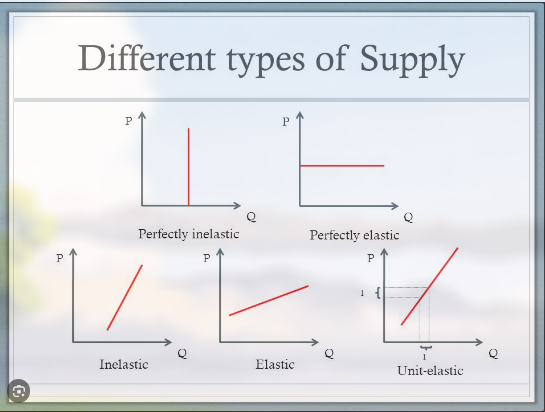 Different types of Supply
P
P
Q
Q
Perfectly inelastic
Perfectly elastic
P
P
P
1
{
Q
Q
Q
1
Inelastic
Elastic
Unit-elastic